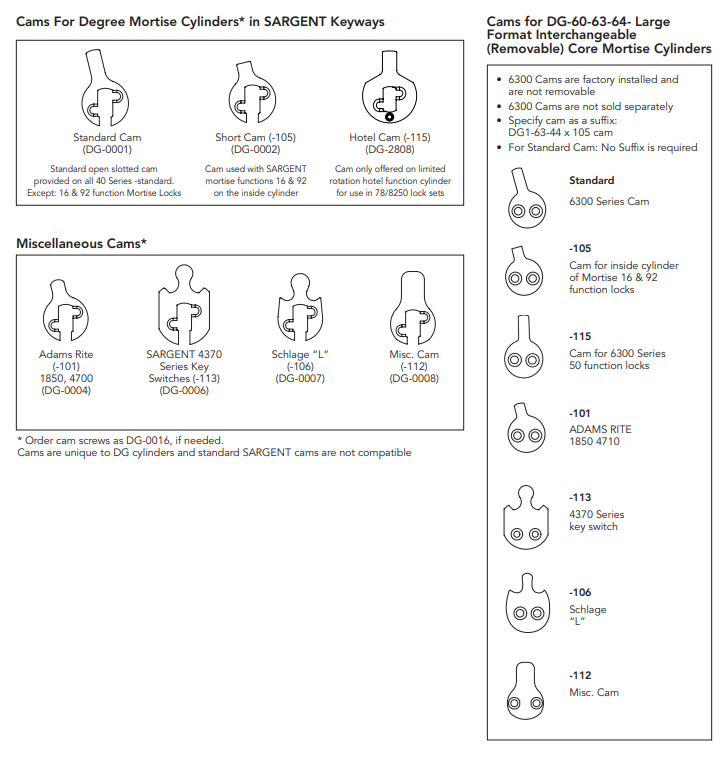 Cams For Degree Mortise Cylinders* in SARGENT Keyways
Standard Cam
(DG-0001)
Standard open slotted cam
provided on all 40 Series -standard.
Except: 16 & 92 function Mortise Locks
Short Cam (-105)
(DG-0002)
Cam used with SARGENT
mortise functions 16 & 92
on the inside cylinder
Hotel Cam (-115)
(DG-2808)
Cam only offered on limited
rotation hotel function cylinder
for use in 78/8250 lock sets
Miscellaneous Cams*
Adams Rite
(-101)
1850, 4700
(DG-0004)
SARGENT 4370
Series Key
Switches (-113)
(DG-0006)
Schlage “L”
(-106)
(DG-0007)
Misc. Cam
(-112)
(DG-0008)
* Order cam screws as DG-0016, if needed.
Cams are unique to DG cylinders and standard SARGENT cams are not compatible
Cams for DG-60-63-64- Large
Format Interchangeable
(Removable) Core Mortise Cylinders
• 6300 Cams are factory installed and
are not removable
• 6300 Cams are not sold separately
• Specify cam as a suffix:
DG1-63-44 x 105 cam
• For Standard Cam: No Suffix is required
Standard
6300 Series Cam
-105
Cam for inside cylinder
of Mortise 16 & 92
function locks
-115
Cam for 6300 Series
50 function locks
-101
ADAMS RITE
1850 4710
-113
4370 Series
key switch
-106
Schlage
“L”
-112
Misc. Cam